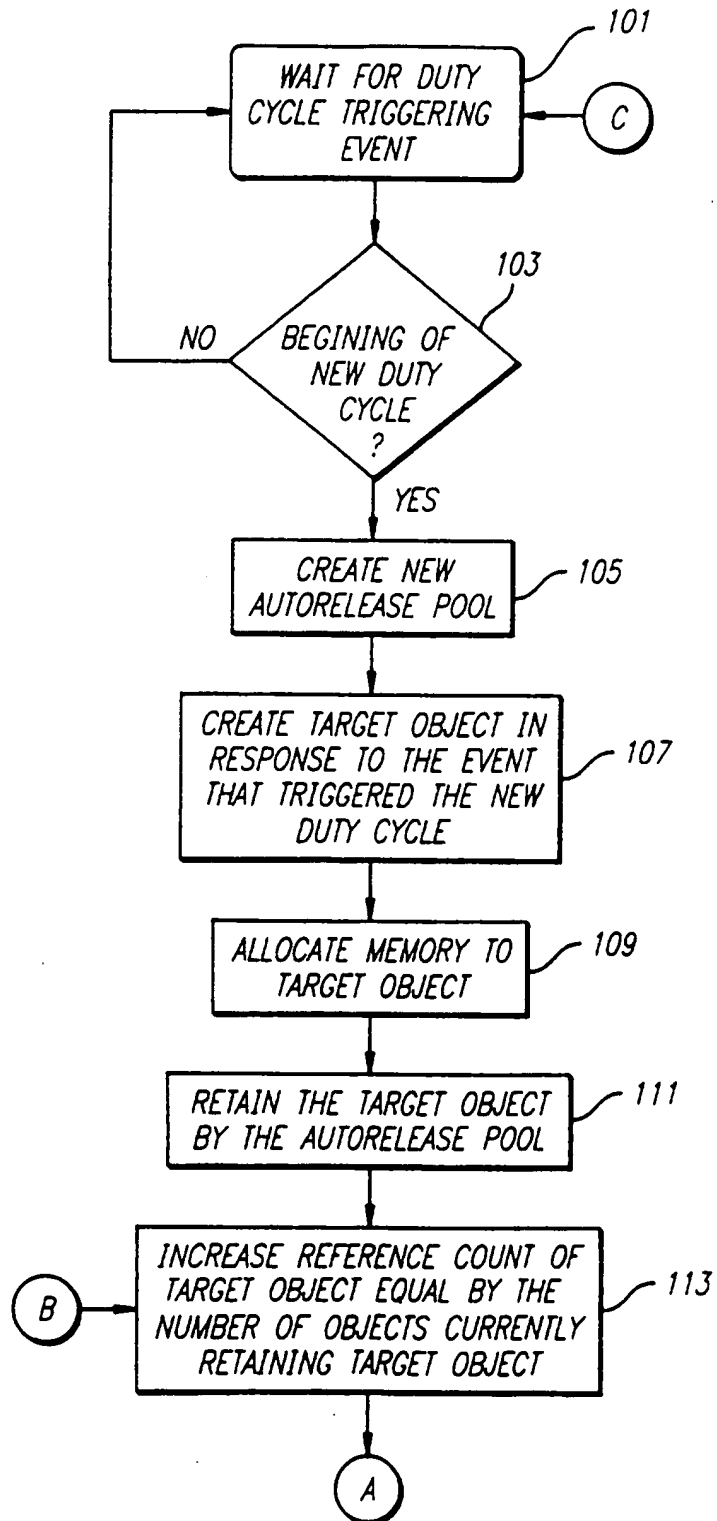 101
WAIT FOR DUTY
CYCLE TRIGGERING
EVENT
C
103
NO
BEGINING OF
NEW DUTY
CYCLE
?
YES
CREATE NEW
AUTORELEASE POOL
105
CREATE TARGET OBJECT IN
RESPONSE TO THE EVENT
THAT TRIGGERED THE NEW
DUTY CYCLE
107
ALLOCATE MEMORY TO
TARGET OBJECT
109
RETAIN THE TARGET OBJECT
BY THE AUTORELEASE POOL
111
INCREASE REFERENCE COUNT OF
TARGET OBJECT EQUAL BY THE
NUMBER OF OBJECTS CURRENTLY
RETAINING TARGET OBJECT
113
B
A